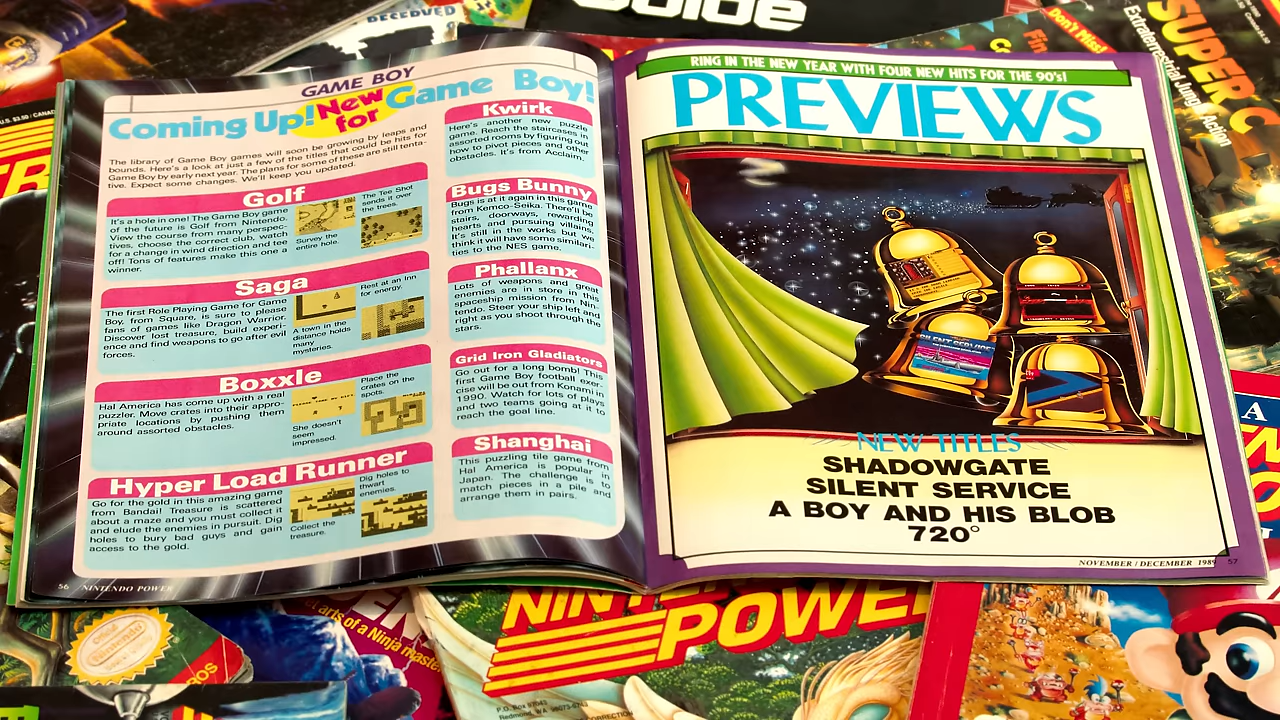 Guide
DECEIVED
U.S. $3.50 / CANAD
Don't Miss!
SUPER C
Extraterrestrial Jungle Action
GAME BOY
Coming Up! New for Game Boy!
The library of Game Boy games will soon be growing by leaps and
bounds. Here's a look at just a few of the titles that could be hits for
Game Boy by early next year. The plans for some of these are still tenta-
tive. Expect some changes. We'll keep you updated.
Golf
It's a hole in one! The Game Boy game
of the future is Golf from Nintendo.
View the course from many perspec-
tives, choose the correct club, watch
for a change in wind direction and tee
off! Tons of features make this one a
winner.
Survey the
entire hole.
The Tee Shot
sends it over
the trees.
Saga
The first Role Playing Game for Game
Boy, from Square, is sure to please
fans of games like Dragon Warrior.
Discover lost treasure, build experi-
ence and find weapons to go after evil
forces.
A town in the
distance holds
many
mysteries.
Rest at an Inn
for energy.
Boxxle
Hal America has come up with a real
puzzler. Move crates into their appro-
priate locations by pushing them
around assorted obstacles.
She doesn't
seem
impressed.
Place the
crates on the
spots.
Hyper Load Runner
Go for the gold in this amazing game
from Bandai! Treasure is scattered
about a maze and you must collect it
and elude the enemies in pursuit. Dig
holes to bury bad guys and gain
access to the gold.
Collect the
treasure.
Dig holes to
thwart
enemies.
Kwirk
Here's another new puzzle
game. Reach the staircases in
assorted rooms by figuring out
how to pivot pieces and other
obstacles. It's from Acclaim.
Bugs Bunny
Bugs is at it again in this game
from Kemco-Seika. There'll be
stairs, doorways, rewarding
hearts and pursuing villains,
It's still in the works but we
think it will have some similari-
ties to the NES game.
Phallanx
Lots of weapons and great
enemies are in store in this
spaceship mission from Nin-
tendo. Steer your ship left and
right as you shoot through the
stars.
Grid Iron Gladiators
Go out for a long bomb! This
first Game Boy football exer-
cise will be out from Konami in
1990. Watch for lots of plays
and two teams going at it to
reach the goal line.
Shanghai
This puzzling tile game from
Hal America is popular in
Japan. The challenge is to
match pieces in a pile and
arrange them in pairs.
56 NINTENDO POWER
RING IN THE NEW YEAR WITH FOUR NEW HITS FOR THE 90's!
PREVIEWS
SILENT SERVICE
NEW TITLES
SHADOWGATE
SILENT SERVICE
A BOY AND HIS BLOB
720°
NOVEMBER / DECEMBER 1989 57
Official
Nintendo
et arts of a Ninja maste
NINTENDO
POWER
P.O. Box 97043
Redmond, WA 98073-9743